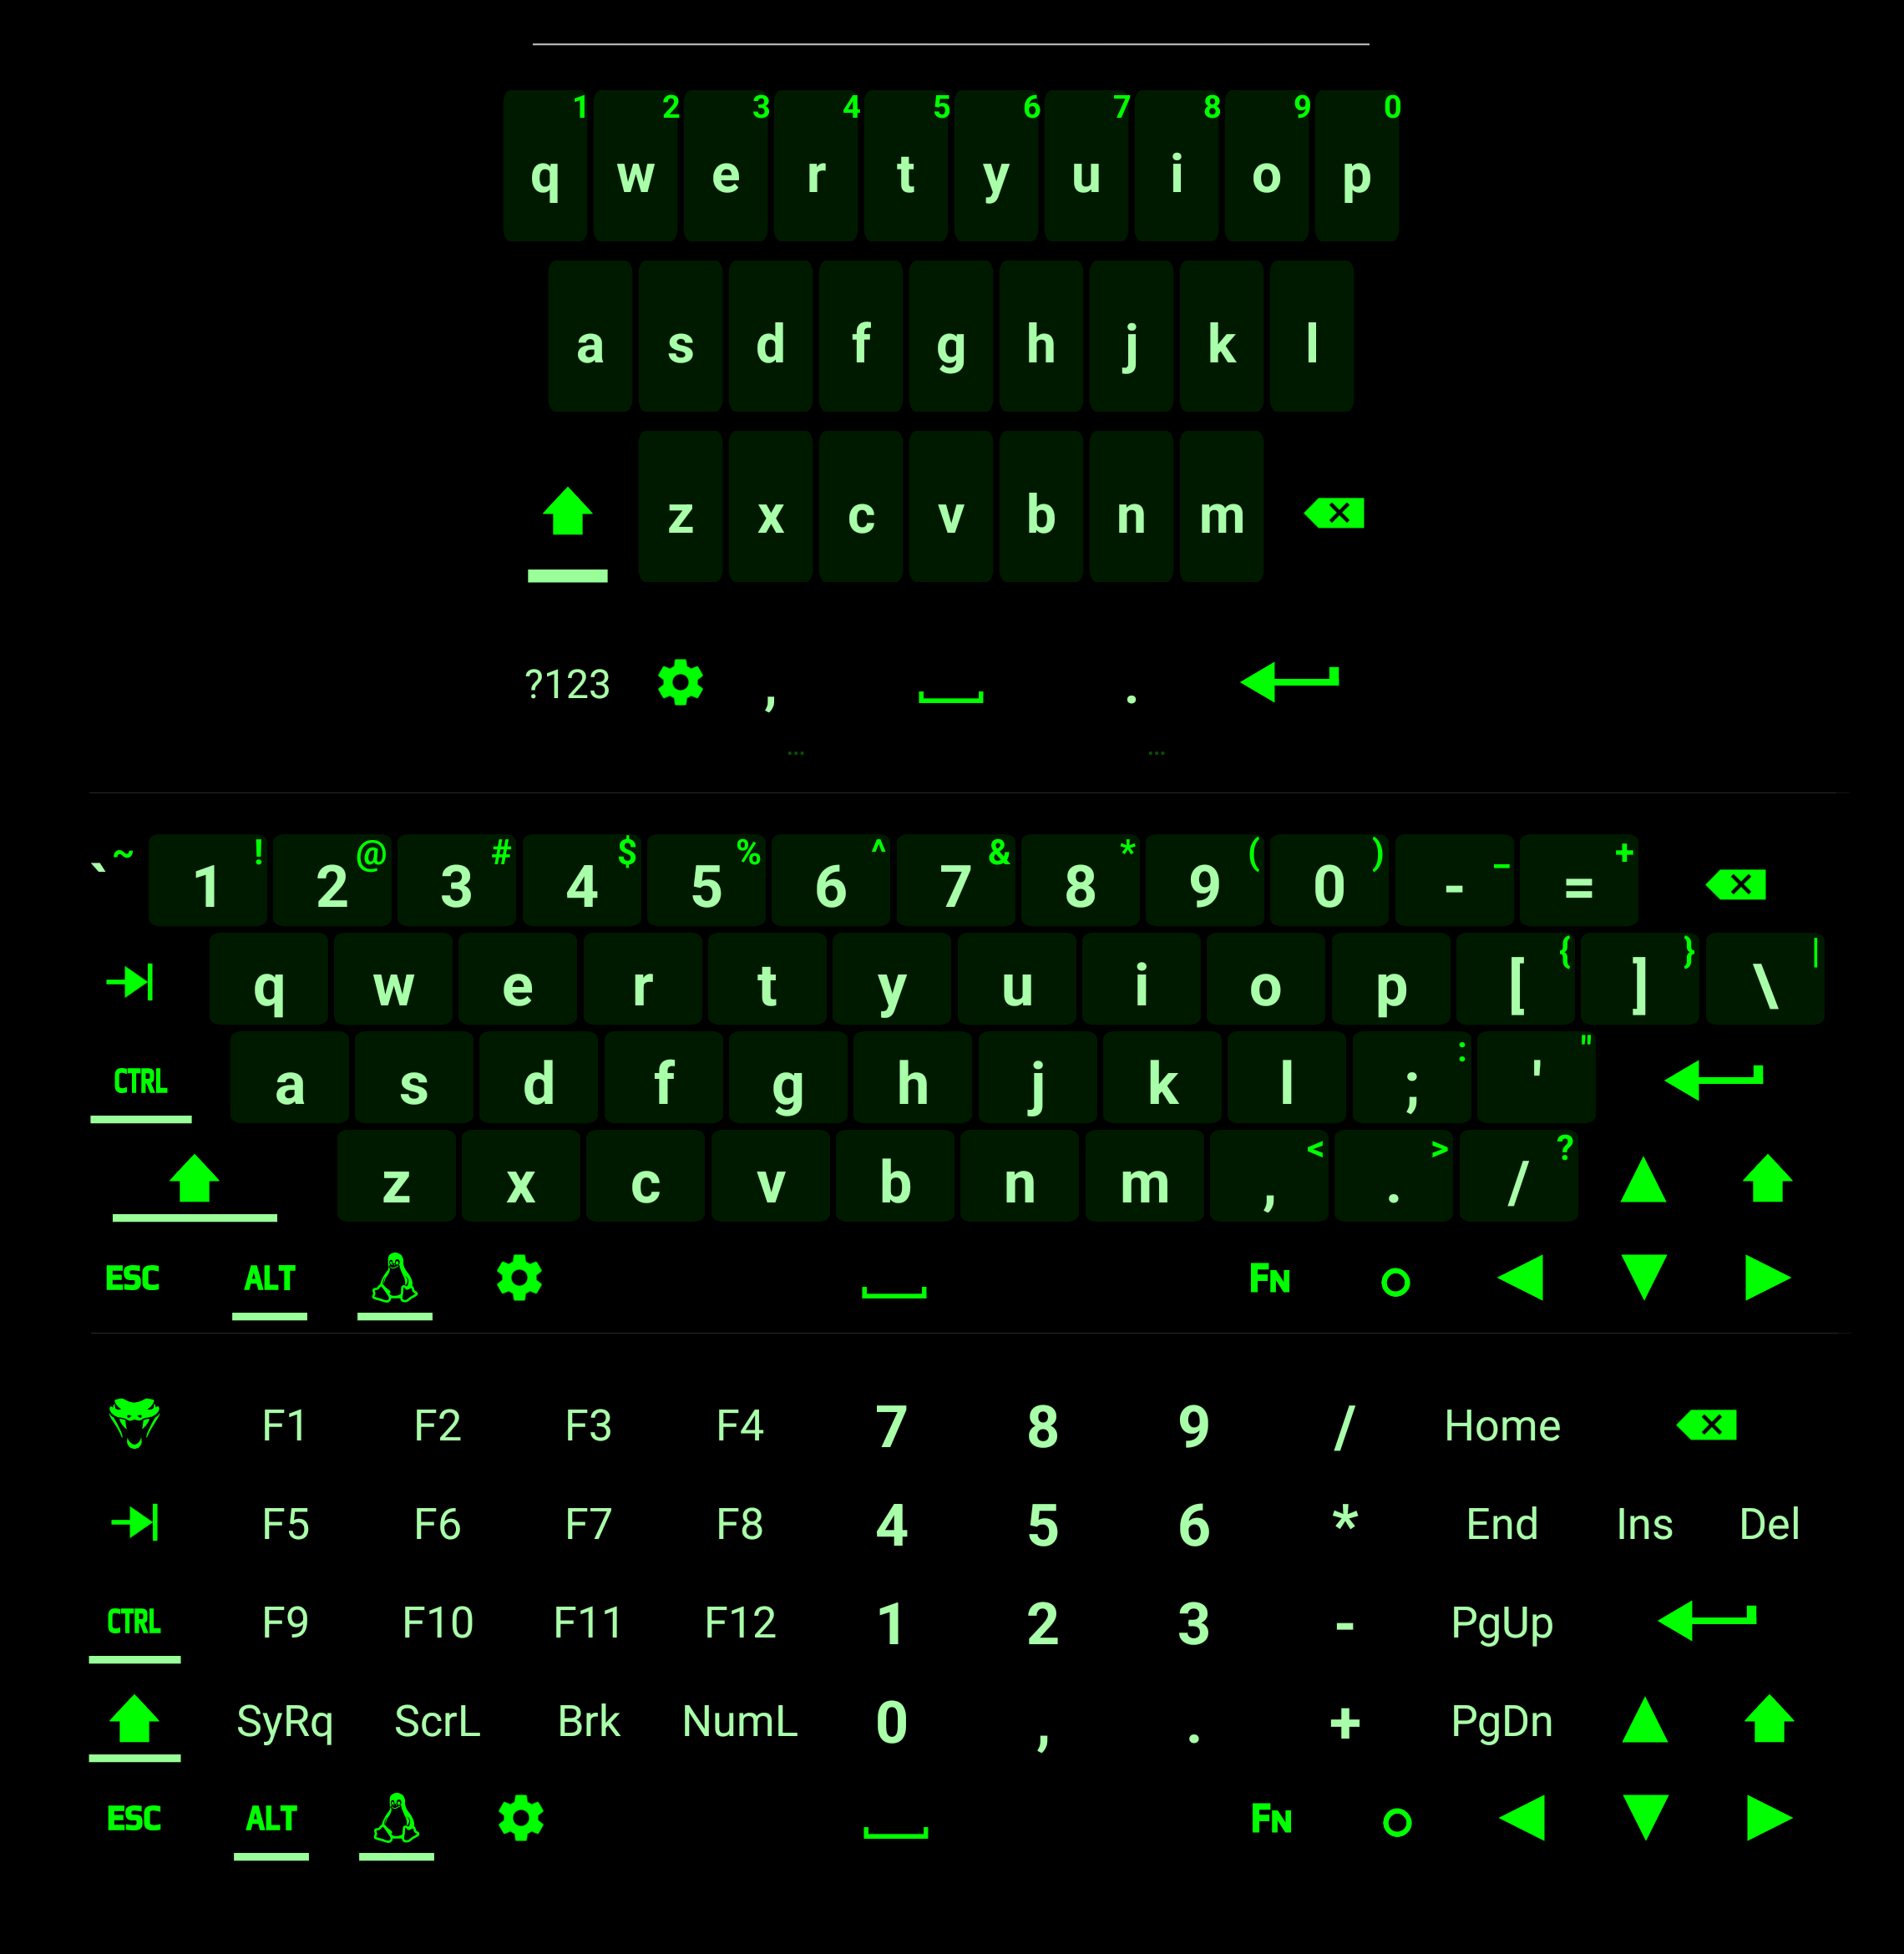 1 2 3 4 5 6 7 8 9 0
q w e r t y u i o p
a s d f g h j k l
z x c v b n m
?123 , .
... ...
~ ! @ # $ % ^ & * ( ) _ +
` 1 2 3 4 5 6 7 8 9 0 - =
{ } |
q w e r t y u i o p [ ] \
: "
CTRL a s d f g h j k l ; '
< > ?
z x c v b n m , . /
ESC ALT FN
F1 F2 F3 F4 7 8 9 / Home
F5 F6 F7 F8 4 5 6 * End Ins Del
CTRL F9 F10 F11 F12 1 2 3 - PgUp
SyRq ScrL Brk NumL 0 , . + PgDn
ESC ALT FN